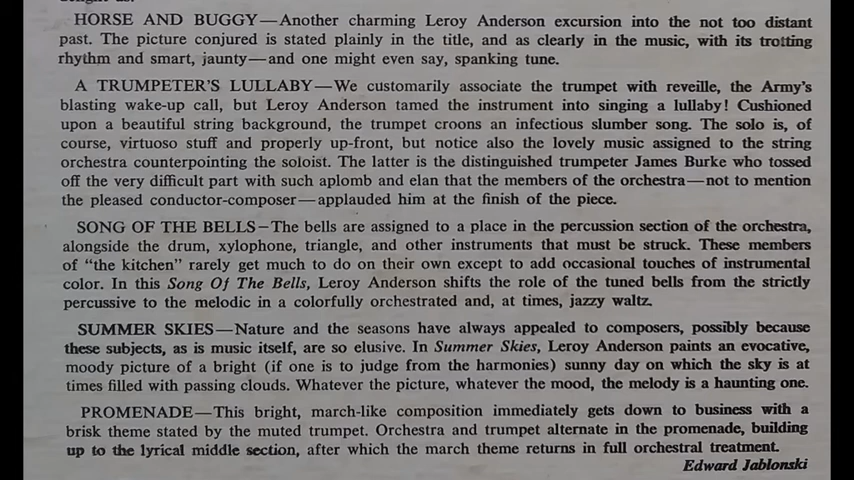 HORSE AND BUGGY—Another charming Leroy Anderson excursion into the not too distant
past. The picture conjured is stated plainly in the title, and as clearly in the music, with its trotting
rhythm and smart, jaunty—and one might even say, spanking tune.
A TRUMPETER'S LULLABY—We customarily associate the trumpet with reveille, the Army's
blasting wake-up call, but Leroy Anderson tamed the instrument into singing a lullaby! Cushioned
upon a beautiful string background, the trumpet croons an infectious slumber song. The solo is, of
course, virtuoso stuff and properly up-front, but notice also the lovely music assigned to the string
orchestra counterpointing the soloist. The latter is the distinguished trumpeter James Burke who tossed
off the very difficult part with such aplomb and elan that the members of the orchestra—not to mention
the pleased conductor-composer—applauded him at the finish of the piece.
SONG OF THE BELLS—The bells are assigned to a place in the percussion section of the orchestra,
alongside the drum, xylophone, triangle, and other instruments that must be struck. These members
of “the kitchen” rarely get much to do on their own except to add occasional touches of instrumental
color. In this Song Of The Bells, Leroy Anderson shifts the role of the tuned bells from the strictly
percussive to the melodic in a colorfully orchestrated and, at times, jazzy waltz.
SUMMER SKIES—Nature and the seasons have always appealed to composers, possibly because
these subjects, as is music itself, are so elusive. In Summer Skies, Leroy Anderson paints an evocative,
moody picture of a bright (if one is to judge from the harmonies) sunny day on which the sky is at
times filled with passing clouds. Whatever the picture, whatever the mood, the melody is a haunting one.
PROMENADE—This bright, march-like composition immediately gets down to business with a
brisk theme stated by the muted trumpet. Orchestra and trumpet alternate in the promenade, building
up to the lyrical middle section, after which the march theme returns in full orchestral treatment.
Edward Jablonski